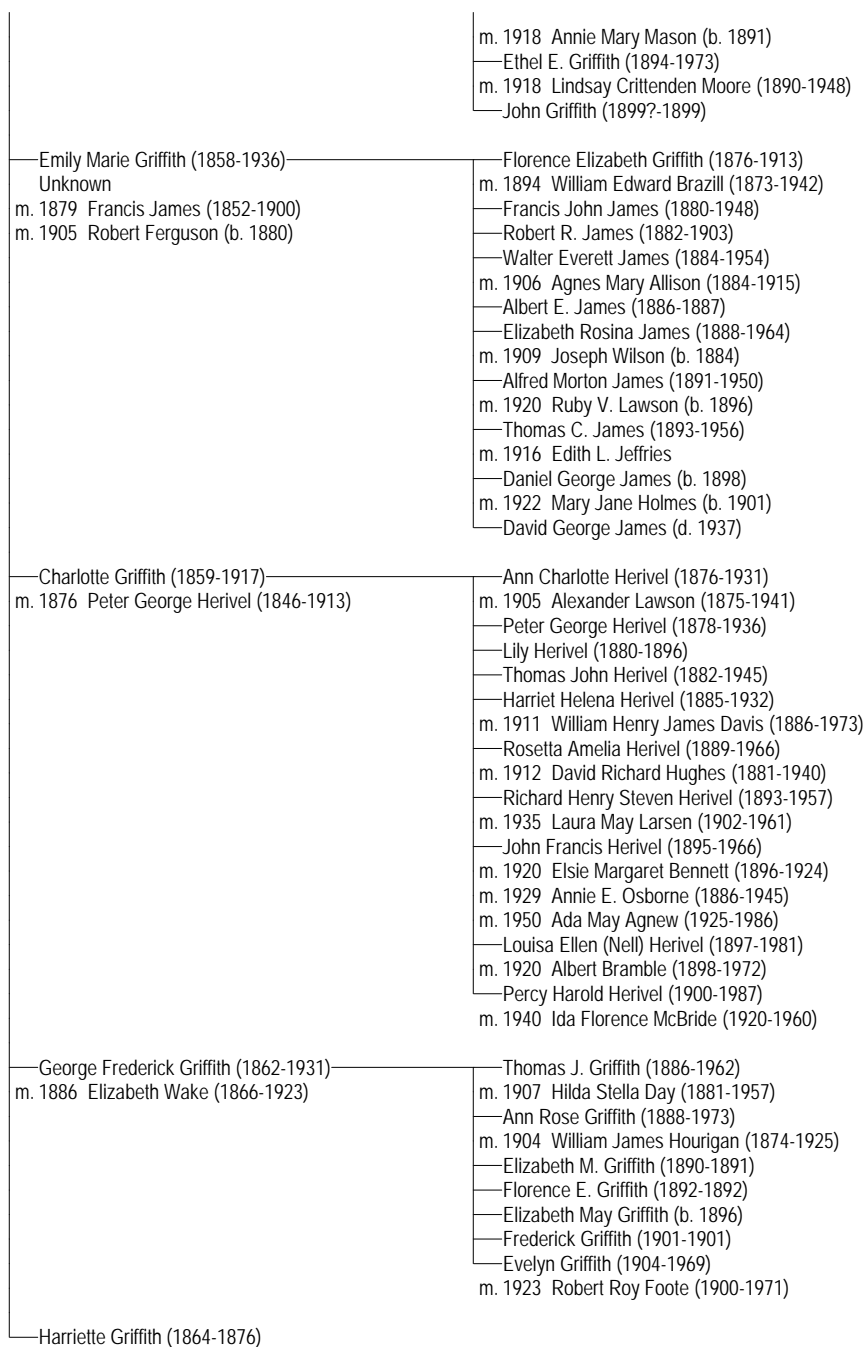 m. 1918 Annie Mary Mason (b. 1891)
Ethel E. Griffith (1894-1973)
m. 1918 Lindsay Crittenden Moore (1890-1948)
John Griffith (1899?-1899)
Emily Marie Griffith (1858-1936)
Unknown
m. 1879 Francis James (1852-1900)
m. 1905 Robert Ferguson (b. 1880)
Florence Elizabeth Griffith (1876-1913)
m. 1894 William Edward Brazill (1873-1942)
Francis John James (1880-1948)
Robert R. James (1882-1903)
Walter Everett James (1884-1954)
m. 1906 Agnes Mary Allison (1884-1915)
Albert E. James (1886-1887)
Elizabeth Rosina James (1888-1964)
m. 1909 Joseph Wilson (b. 1884)
Alfred Morton James (1891-1950)
m. 1920 Ruby V. Lawson (b. 1896)
Thomas C. James (1893-1956)
m. 1916 Edith L. Jeffries
Daniel George James (b. 1898)
m. 1922 Mary Jane Holmes (b. 1901)
David George James (d. 1937)
Charlotte Griffith (1859-1917)
m. 1876 Peter George Herivel (1846-1913)
Ann Charlotte Herivel (1876-1931)
m. 1905 Alexander Lawson (1875-1941)
Peter George Herivel (1878-1936)
Lily Herivel (1880-1896)
Thomas John Herivel (1882-1945)
Harriet Helena Herivel (1885-1932)
m. 1911 William Henry James Davis (1886-1973)
Rosetta Amelia Herivel (1889-1966)
m. 1912 David Richard Hughes (1881-1940)
Richard Henry Steven Herivel (1893-1957)
m. 1935 Laura May Larsen (1902-1961)
John Francis Herivel (1895-1966)
m. 1920 Elsie Margaret Bennett (1896-1924)
m. 1929 Annie E. Osborne (1886-1945)
m. 1950 Ada May Agnew (1925-1986)
Louisa Ellen (Nell) Herivel (1897-1981)
m. 1920 Albert Bramble (1898-1972)
Percy Harold Herivel (1900-1987)
m. 1940 Ida Florence McBride (1920-1960)
George Frederick Griffith (1862-1931)
m. 1886 Elizabeth Wake (1866-1923)
Thomas J. Griffith (1886-1962)
m. 1907 Hilda Stella Day (1881-1957)
Ann Rose Griffith (1888-1973)
m. 1904 William James Hourigan (1874-1925)
Elizabeth M. Griffith (1890-1891)
Florence E. Griffith (1892-1892)
Elizabeth May Griffith (b. 1896)
Frederick Griffith (1901-1901)
Evelyn Griffith (1904-1969)
m. 1923 Robert Roy Foote (1900-1971)
Harriette Griffith (1864-1876)